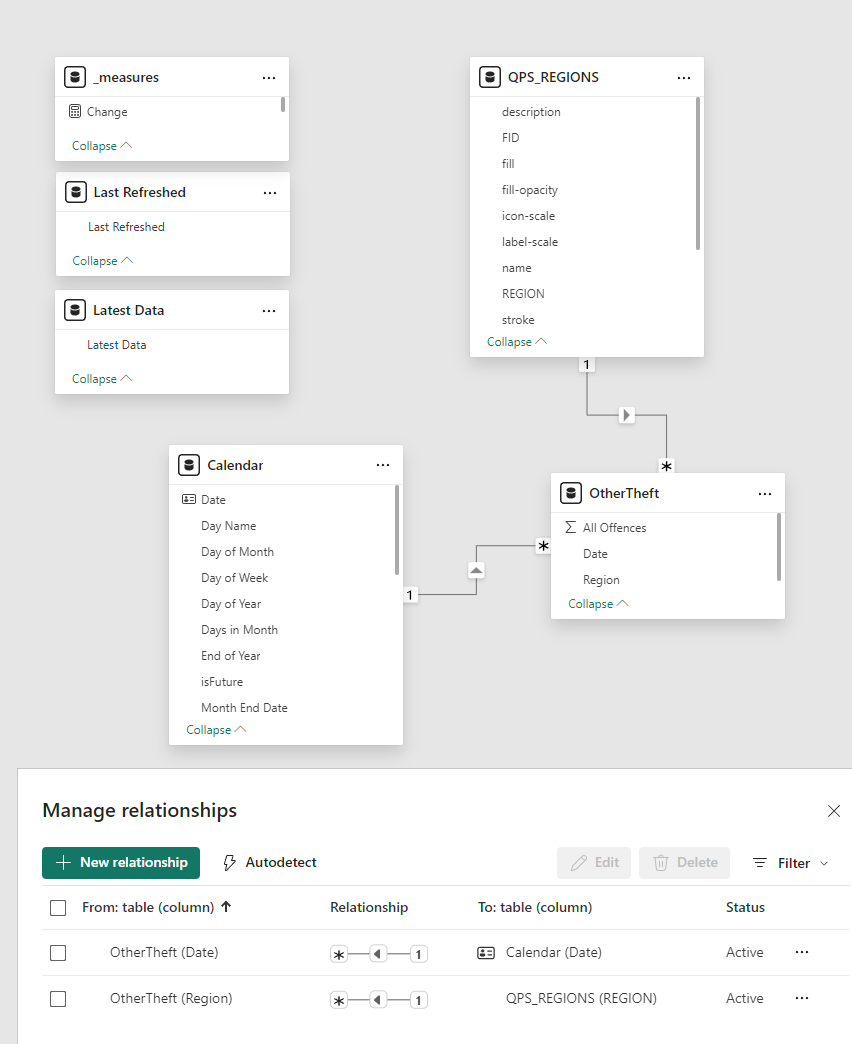 _measures
Change
Collapse
Last Refreshed
Last Refreshed
Collapse
Latest Data
Latest Data
Collapse
QPS_REGIONS
description
FID
fill
fill-opacity
icon-scale
label-scale
name
REGION
stroke
Collapse
1
*
Calendar
Date
Day Name
Day of Month
Day of Week
Day of Year
Days in Month
End of Year
isFuture
Month End Date
Collapse
1
*
OtherTheft
Σ All Offences
Date
Region
Collapse
Manage relationships
New relationship Autodetect Edit Delete Filter
From: table (column) ↑ Relationship To: table (column) Status
OtherTheft (Date) * 1 Calendar (Date) Active ...
OtherTheft (Region) * 1 QPS_REGIONS (REGION) Active ...